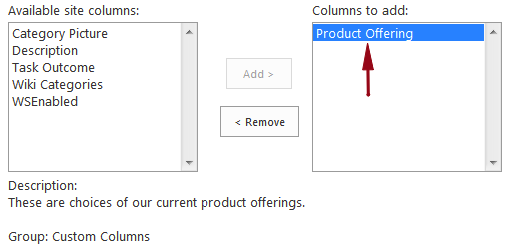 Available site columns:
Columns to add:
Category Picture
Description
Task Outcome
Wiki Categories
WSEnabled
Add >
< Remove
Product Offering
Description:
These are choices of our current product offerings.
Group: Custom Columns